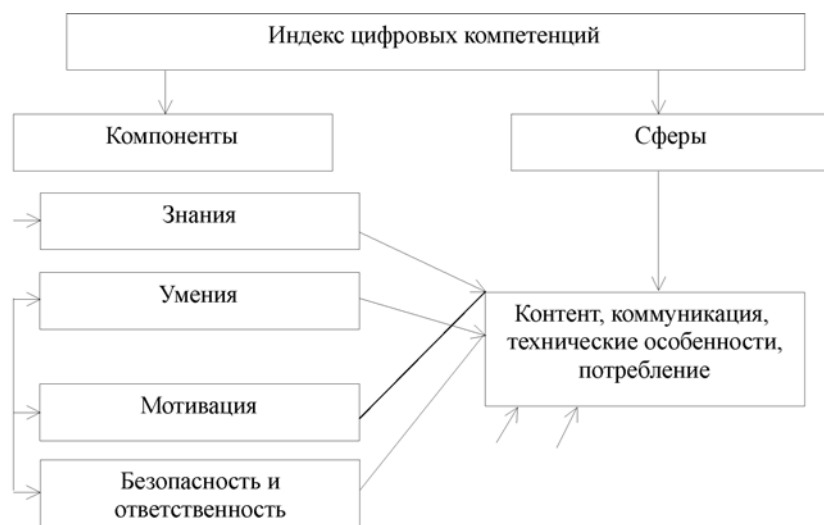 Индекс цифровых компетенций
Компоненты
Сферы
Знания
Умения
Контент, коммуникация,
технические особенности,
потребление
Мотивация
Безопасность и
ответственность